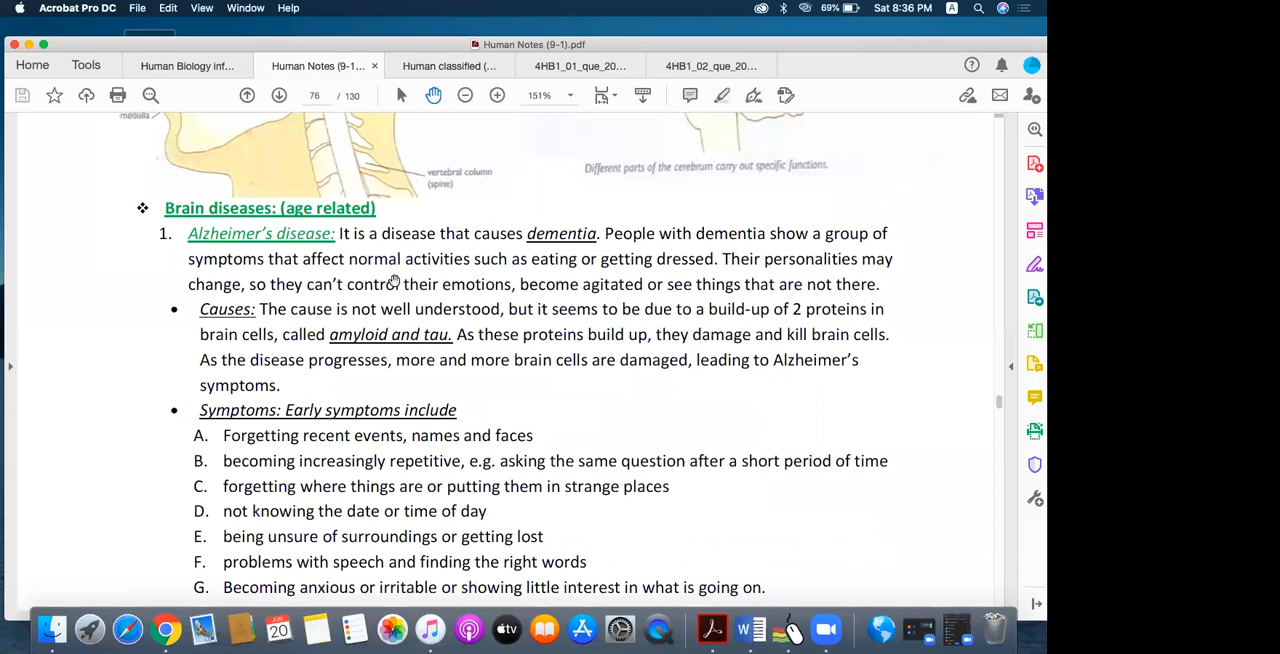 Acrobat Pro DC File Edit View Window Help 69% Sat 8:36 PM A
Human Notes (9-1).pdf
Home Tools Human Biology inf... Human Notes (9-1... × Human classified (... 4HB1_01_que_20... 4HB1_02_que_20...
76 / 130 151%
medulla
vertebral column
(spine)
Different parts of the cerebrum carry out specific functions.
❖ Brain diseases: (age related)
1. Alzheimer's disease: It is a disease that causes dementia. People with dementia show a group of
symptoms that affect normal activities such as eating or getting dressed. Their personalities may
change, so they can't control their emotions, become agitated or see things that are not there.
• Causes: The cause is not well understood, but it seems to be due to a build-up of 2 proteins in
brain cells, called amyloid and tau. As these proteins build up, they damage and kill brain cells.
As the disease progresses, more and more brain cells are damaged, leading to Alzheimer's
symptoms.
• Symptoms: Early symptoms include
A. Forgetting recent events, names and faces
B. becoming increasingly repetitive, e.g. asking the same question after a short period of time
C. forgetting where things are or putting them in strange places
D. not knowing the date or time of day
E. being unsure of surroundings or getting lost
F. problems with speech and finding the right words
G. Becoming anxious or irritable or showing little interest in what is going on.
JUN
20
tv
W